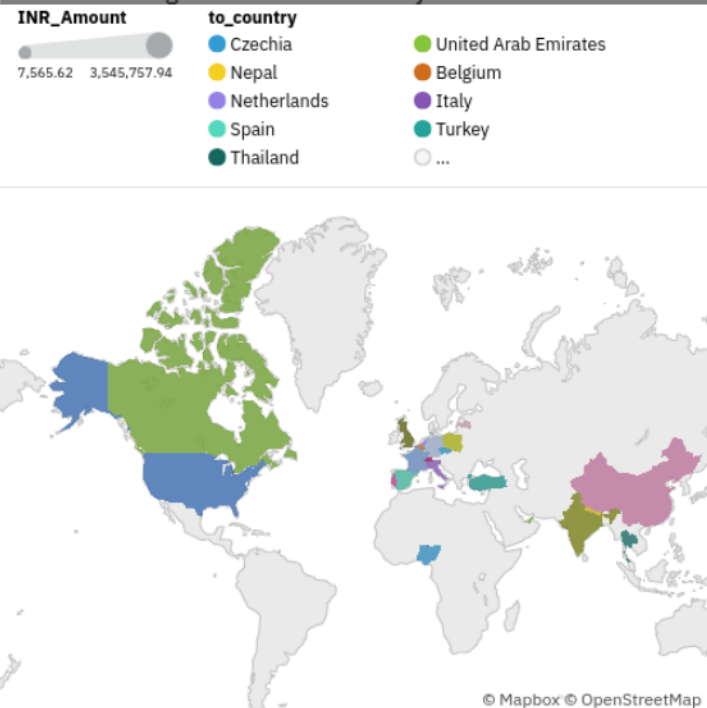 INR_Amount
7,565.62 3,545,757.94
to_country
Czechia
Nepal
Netherlands
Spain
Thailand
United Arab Emirates
Belgium
Italy
Turkey
...
© Mapbox © OpenStreetMap